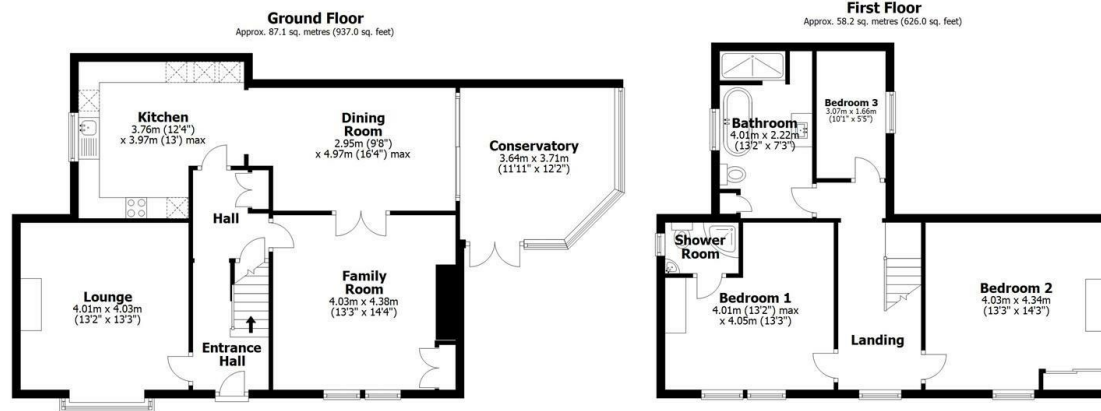 Ground Floor
Approx. 87.1 sq. metres (937.0 sq. feet)
Kitchen
3.76m (12'4")
x 3.97m (13') max
Dining
Room
2.95m (9'8")
x 4.97m (16'4") max
Conservatory
3.64m x 3.71m
(11'11" x 12'2")
Hall
Lounge
4.01m x 4.03m
(13'2" x 13'3")
Family
Room
4.03m x 4.38m
(13'3" x 14'4")
Entrance
Hall
First Floor
Approx. 58.2 sq. metres (626.0 sq. feet)
Bedroom 3
3.07m x 1.66m
(10'1" x 5'5")
Bathroom
4.01m x 2.22m
(13'2" x 7'3")
Shower
Room
Bedroom 1
4.01m (13'2") max
x 4.05m (13'3")
Landing
Bedroom 2
4.03m x 4.34m
(13'3" x 14'3")